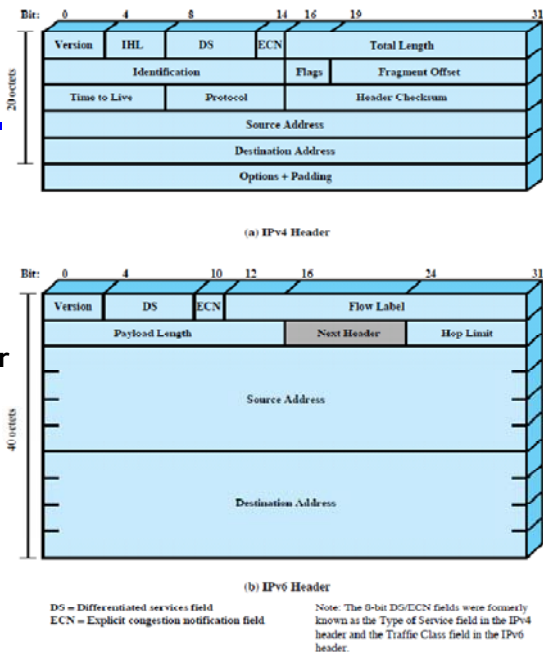 Bit: 0 4 8 14 16 19 31
Version IHL DS ECN Total Length
Identification Flags Fragment Offset
Time to Live Protocol Header Checksum
Source Address
Destination Address
Options + Padding
20 octets
(a) IPv4 Header
Bit: 0 4 10 12 16 24 31
Version DS ECN Flow Label
Payload Length Next Header Hop Limit
r
Source Address
40 octets
Destination Address
(b) IPv6 Header
DS = Differentiated services field
ECN = Explicit congestion notification field
Note: The 8-bit DS/ECN fields were formerly
known as the Type of Service field in the IPv4
header and the Traffic Class field in the IPv6
header.